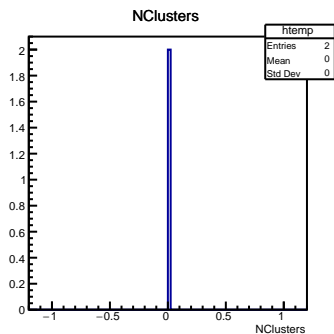 NClusters
htemp
Entries 2
Mean 0
Std Dev 0
2
1.8
1.6
1.4
1.2
1
0.8
0.6
0.4
0.2
0
−1 −0.5 0 0.5 1
NClusters